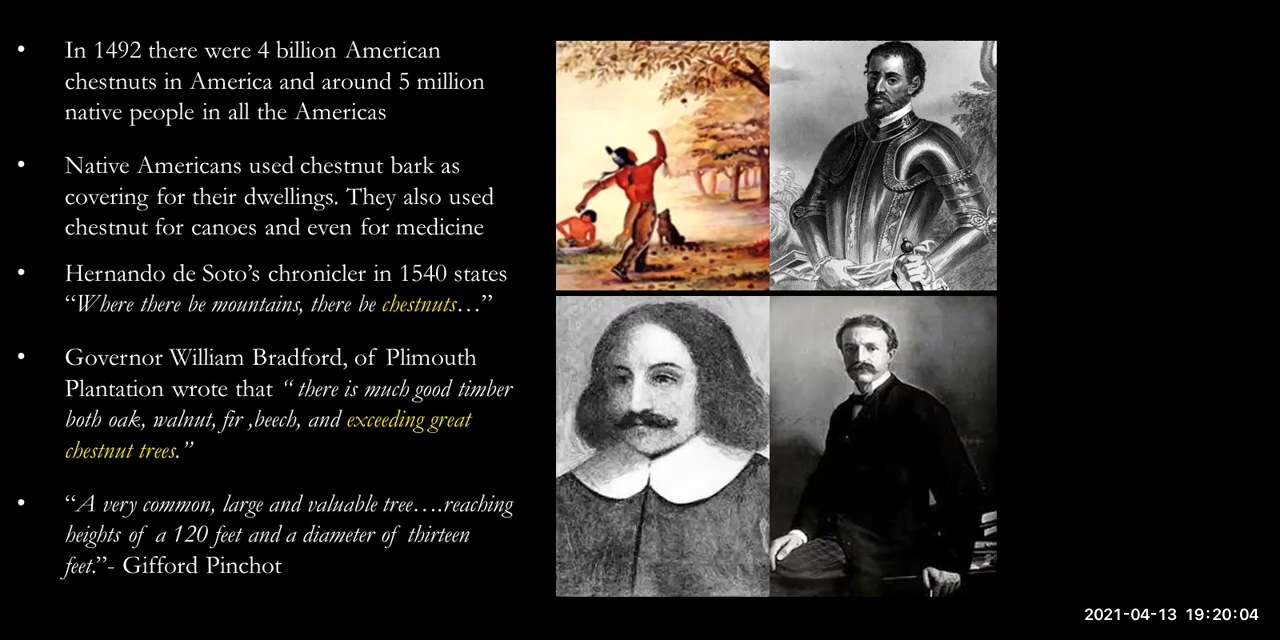 • In 1492 there were 4 billion American
chestnuts in America and around 5 million
native people in all the Americas
• Native Americans used chestnut bark as
covering for their dwellings. They also used
chestnut for canoes and even for medicine
• Hernando de Soto’s chronicler in 1540 states
“Where there be mountains, there be chestnuts…”
• Governor William Bradford, of Plimouth
Plantation wrote that “ there is much good timber
both oak, walnut, fir ,beech, and exceeding great
chestnut trees.”
• “A very common, large and valuable tree….reaching
heights of a 120 feet and a diameter of thirteen
feet.”- Gifford Pinchot
2021-04-13 19:20:04